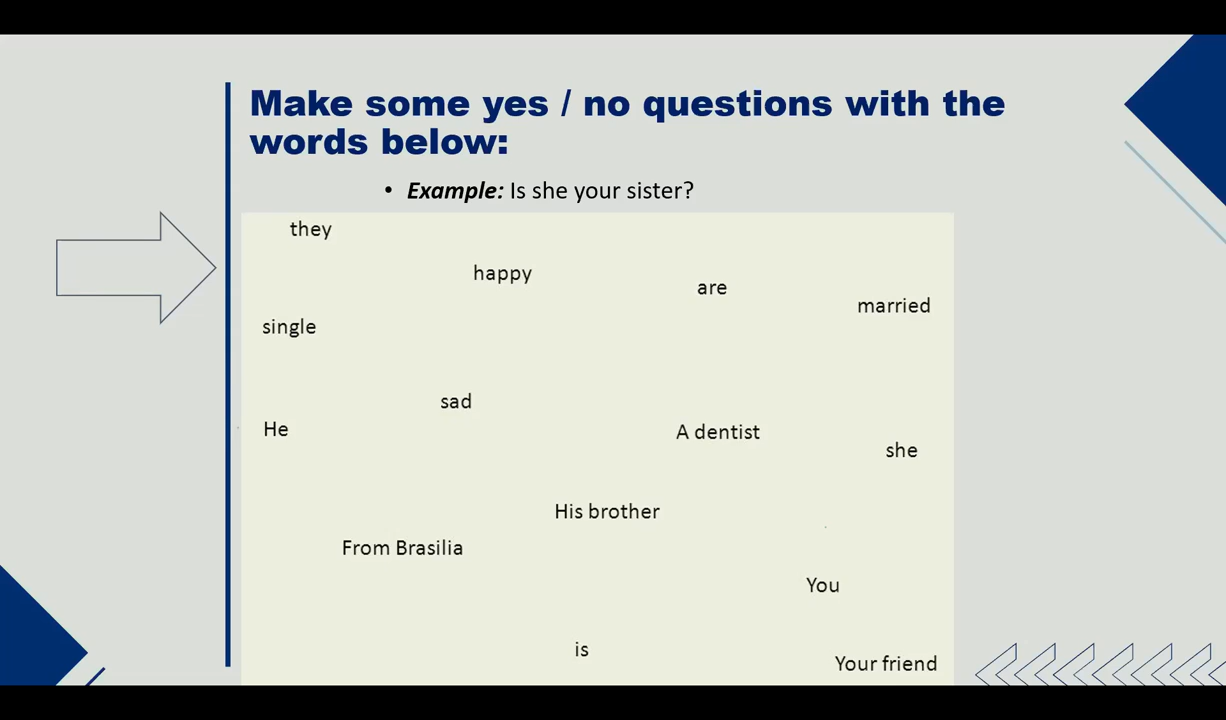 Make some yes / no questions with the
words below:
• Example: Is she your sister?
they
happy
are
married
single
sad
He
A dentist
she
His brother
From Brasilia
You
is
Your friend